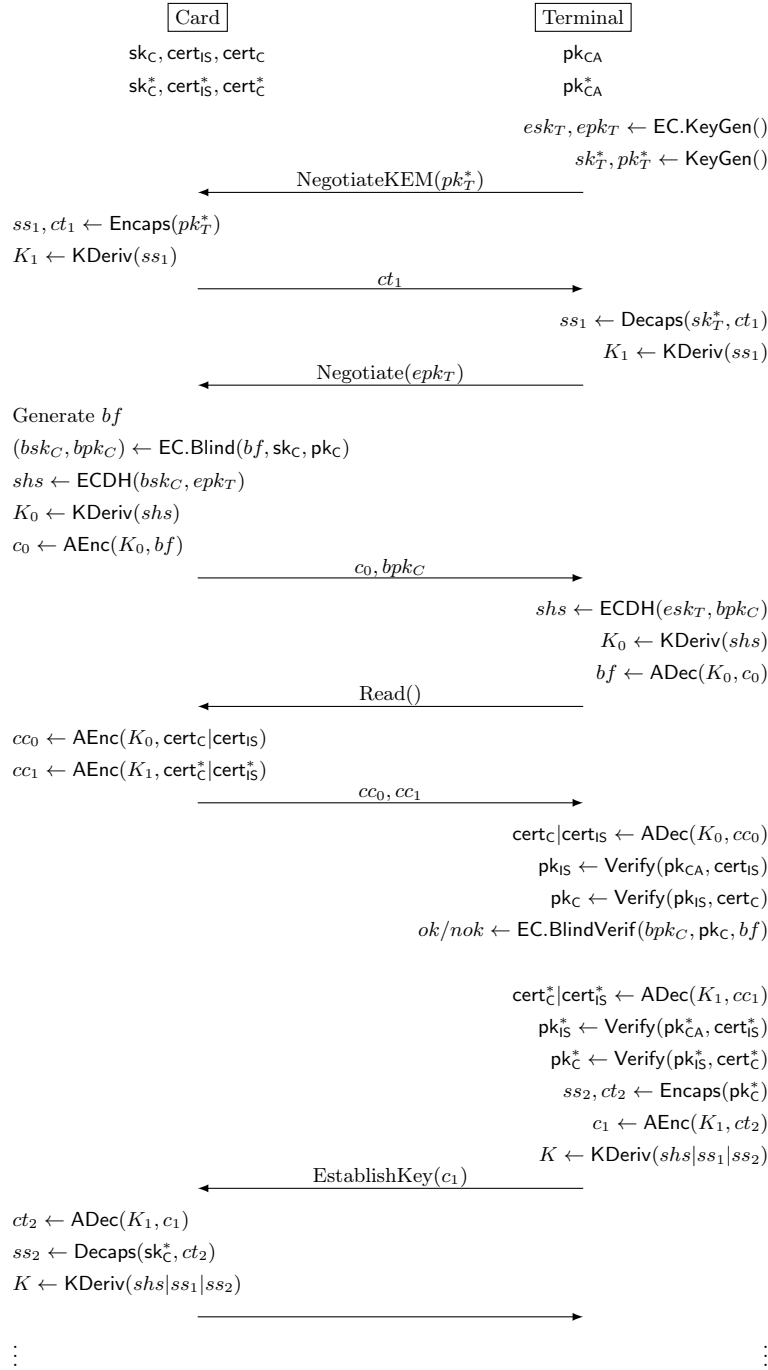 Card Terminal
sk_C, cert_IS, cert_C pk_CA
sk*_C, cert*_IS, cert*_C pk*_CA
esk_T, epk_T ← EC.KeyGen()
sk*_T, pk*_T ← KeyGen()
NegotiateKEM(pk*_T)
ss_1, ct_1 ← Encaps(pk*_T)
K_1 ← KDeriv(ss_1)
ct_1
ss_1 ← Decaps(sk*_T, ct_1)
K_1 ← KDeriv(ss_1)
Negotiate(epk_T)
Generate bf
(bsk_C, bpk_C) ← EC.Blind(bf, sk_C, pk_C)
shs ← ECDH(bsk_C, epk_T)
K_0 ← KDeriv(shs)
c_0 ← AEnc(K_0, bf)
c_0, bpk_C
shs ← ECDH(esk_T, bpk_C)
K_0 ← KDeriv(shs)
bf ← ADec(K_0, c_0)
Read()
cc_0 ← AEnc(K_0, cert_C|cert_IS)
cc_1 ← AEnc(K_1, cert*_C|cert*_IS)
cc_0, cc_1
cert_C|cert_IS ← ADec(K_0, cc_0)
pk_IS ← Verify(pk_CA, cert_IS)
pk_C ← Verify(pk_IS, cert_C)
ok/nok ← EC.BlindVerif(bpk_C, pk_C, bf)
cert*_C|cert*_IS ← ADec(K_1, cc_1)
pk*_IS ← Verify(pk*_CA, cert*_IS)
pk*_C ← Verify(pk*_IS, cert*_C)
ss_2, ct_2 ← Encaps(pk*_C)
c_1 ← AEnc(K_1, ct_2)
K ← KDeriv(shs|ss_1|ss_2)
EstablishKey(c_1)
ct_2 ← ADec(K_1, c_1)
ss_2 ← Decaps(sk*_C, ct_2)
K ← KDeriv(shs|ss_1|ss_2)
⋮ ⋮